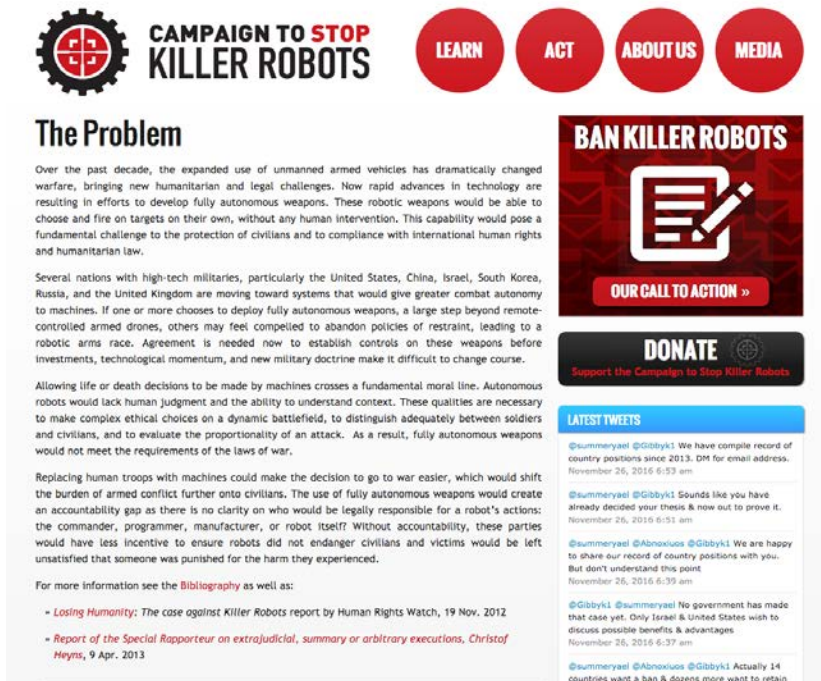 CAMPAIGN TO STOP
KILLER ROBOTS
LEARN
ACT
ABOUT US
MEDIA
The Problem
Over the past decade, the expanded use of unmanned armed vehicles has dramatically changed
warfare, bringing new humanitarian and legal challenges. Now rapid advances in technology are
resulting in efforts to develop fully autonomous weapons. These robotic weapons would be able to
choose and fire on targets on their own, without any human intervention. This capability would pose a
fundamental challenge to the protection of civilians and to compliance with international human rights
and humanitarian law.
Several nations with high-tech militaries, particularly the United States, China, Israel, South Korea,
Russia, and the United Kingdom are moving toward systems that would give greater combat autonomy
to machines. If one or more chooses to deploy fully autonomous weapons, a large step beyond remote-
controlled armed drones, others may feel compelled to abandon policies of restraint, leading to a
robotic arms race. Agreement is needed now to establish controls on these weapons before
investments, technological momentum, and new military doctrine make it difficult to change course.
Allowing life or death decisions to be made by machines crosses a fundamental moral line. Autonomous
robots would lack human judgment and the ability to understand context. These qualities are necessary
to make complex ethical choices on a dynamic battlefield, to distinguish adequately between soldiers
and civilians, and to evaluate the proportionality of an attack. As a result, fully autonomous weapons
would not meet the requirements of the laws of war.
Replacing human troops with machines could make the decision to go to war easier, which would shift
the burden of armed conflict further onto civilians. The use of fully autonomous weapons would create
an accountability gap as there is no clarity on who would be legally responsible for a robot's actions:
the commander, programmer, manufacturer, or robot itself? Without accountability, these parties
would have less incentive to ensure robots did not endanger civilians and victims would be left
unsatisfied that someone was punished for the harm they experienced.
For more information see the Bibliography as well as:
» Losing Humanity: The case against Killer Robots report by Human Rights Watch, 19 Nov. 2012
» Report of the Special Rapporteur on extrajudicial, summary or arbitrary executions, Christof
Heyns, 9 Apr. 2013
BAN KILLER ROBOTS
OUR CALL TO ACTION »
DONATE
Support the Campaign to Stop Killer Robots
LATEST TWEETS
@summeryael @Gibbyk1 We have compile record of
country positions since 2013. DM for email address.
November 26, 2016 6:53 am
@summeryael @Gibbyk1 Sounds like you have
already decided your thesis & now out to prove it.
November 26, 2016 6:51 am
@summeryael @Abnoxiuos @Gibbyk1 We are happy
to share our record of country positions with you.
But don't understand this point
November 26, 2016 6:39 am
@Gibbyk1 @summeryael No government has made
that case yet. Only Israel & United States wish to
discuss possible benefits & advantages
November 26, 2016 6:37 am
@summeryael @Abnoxiuos @Gibbyk1 Actually 14
countries want a ban & dozens more want to retain